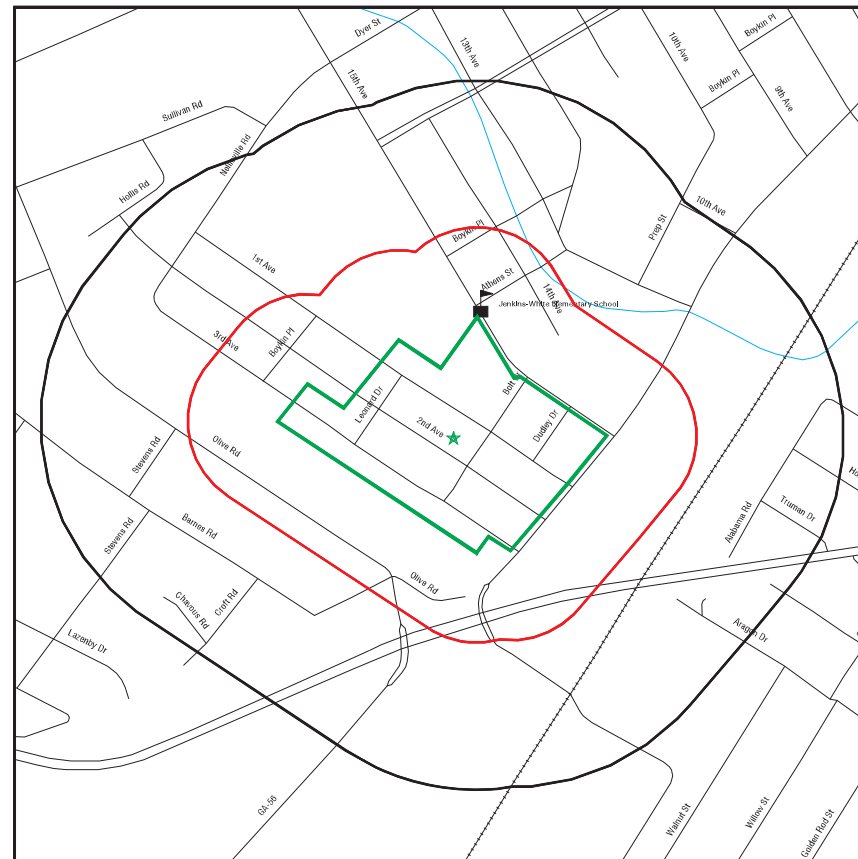 Dyer St
13th Ave
10th Ave
Boykin Pl
15th Ave
Boykin Pl
9th Ave
Sullivan Rd
Nellieville Rd
Hollis Rd
10th Ave
Prep St
Boykin Pl
1st Ave
Athens St
14th Ave
Jenkins-White Elementary School
3rd Ave
Boykin Pl
Leonard Dr
Bolt
2nd Ave
Dudley Dr
Olive Rd
Stevens Rd
Truman Dr
Alabama Rd
Barnes Rd
Stevens Rd
Olive Rd
Chavous Rd
Croft Rd
Aragon Dr
Lazenby Dr
GA-56
Walnut St
Willow St
Golden Rod St